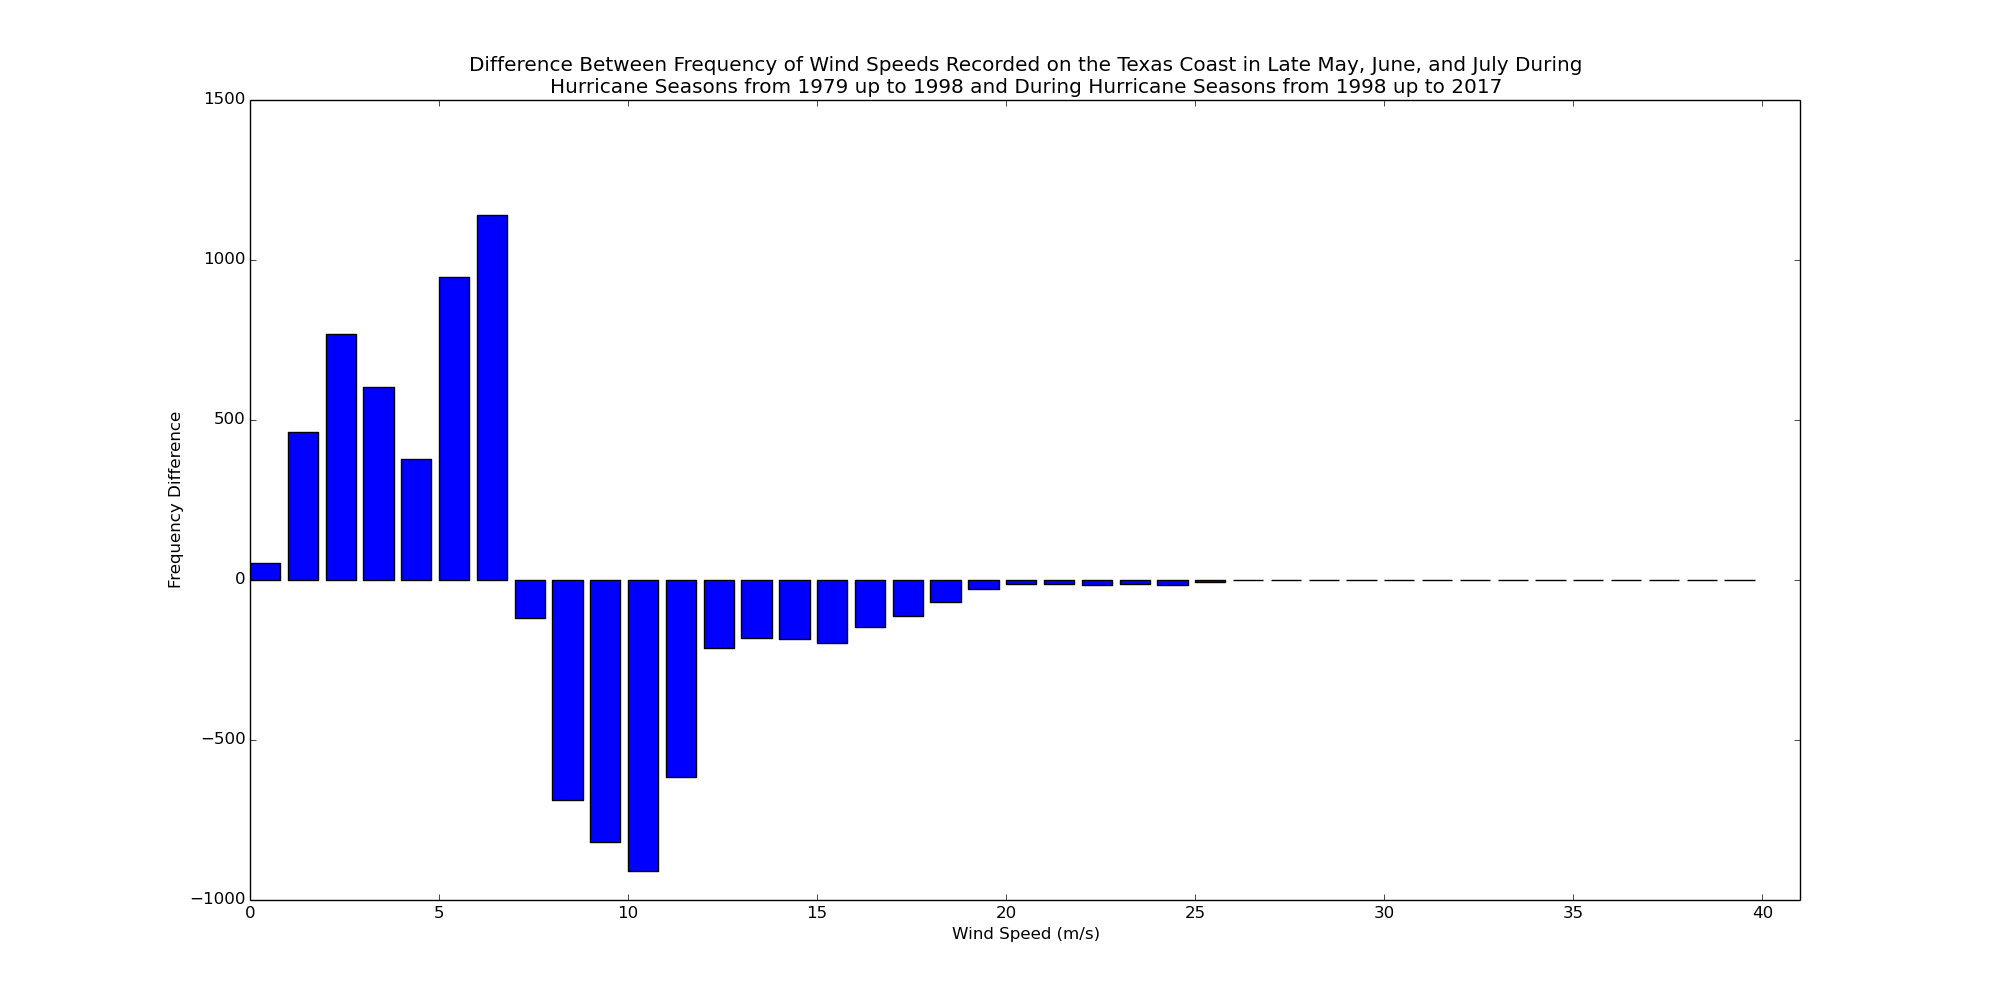 Difference Between Frequency of Wind Speeds Recorded on the Texas Coast in Late May, June, and July During
Hurricane Seasons from 1979 up to 1998 and During Hurricane Seasons from 1998 up to 2017
1500
1000
500
0
−500
−1000
Frequency Difference
0 5 10 15 20 25 30 35 40
Wind Speed (m/s)